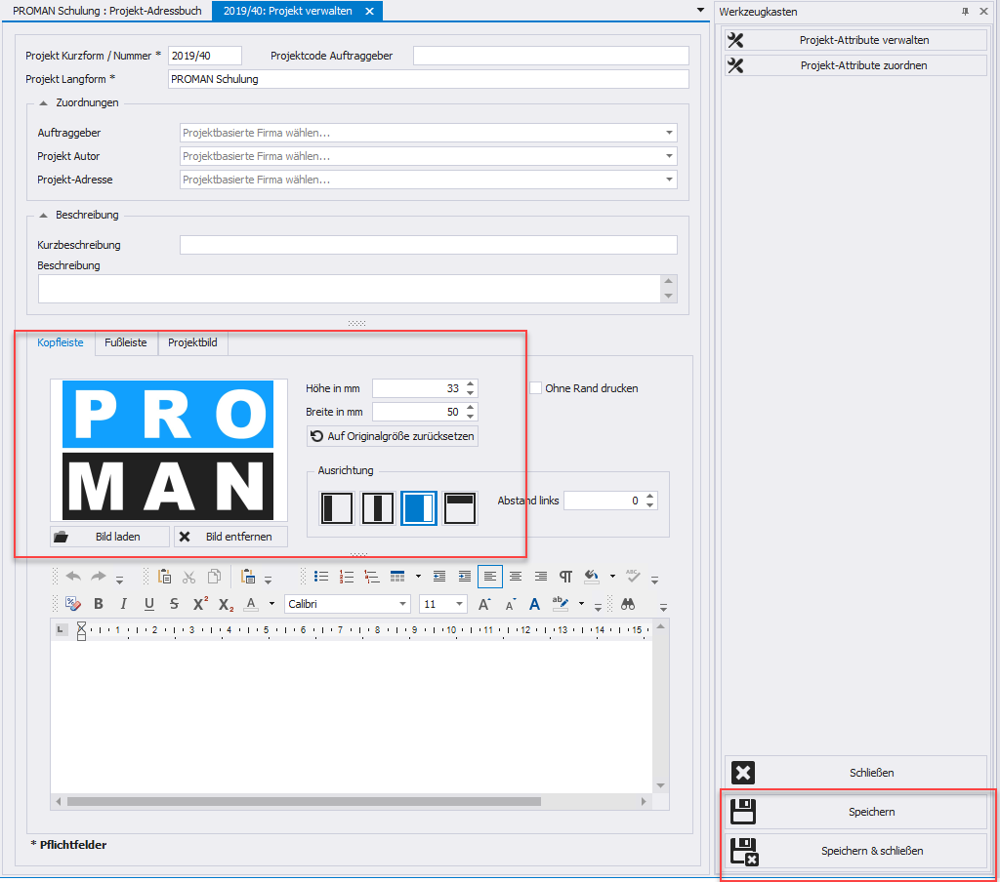 PROMAN Schulung : Projekt-Adressbuch
2019/40: Projekt verwalten
Werkzeugkasten
Projekt Kurzform / Nummer * 2019/40 Projektcode Auftraggeber
Projekt Langform * PROMAN Schulung
Projekt-Attribute verwalten
Projekt-Attribute zuordnen
Zuordnungen
Auftraggeber Projektbasierte Firma wählen...
Projekt Autor Projektbasierte Firma wählen...
Projekt-Adresse Projektbasierte Firma wählen...
Beschreibung
Kurzbeschreibung
Beschreibung
Kopfleiste Fußleiste Projektbild
PRO
MAN
Bild laden Bild entfernen
Höhe in mm 33
Breite in mm 50
Auf Originalgröße zurücksetzen
Ohne Rand drucken
Ausrichtung
Abstand links 0
ABC
B I U S X² X₂ A Calibri 11 A A A ab
L 1 2 3 4 5 6 7 8 9 10 11 12 13 14 15
* Pflichtfelder
Schließen
Speichern
Speichern & schließen